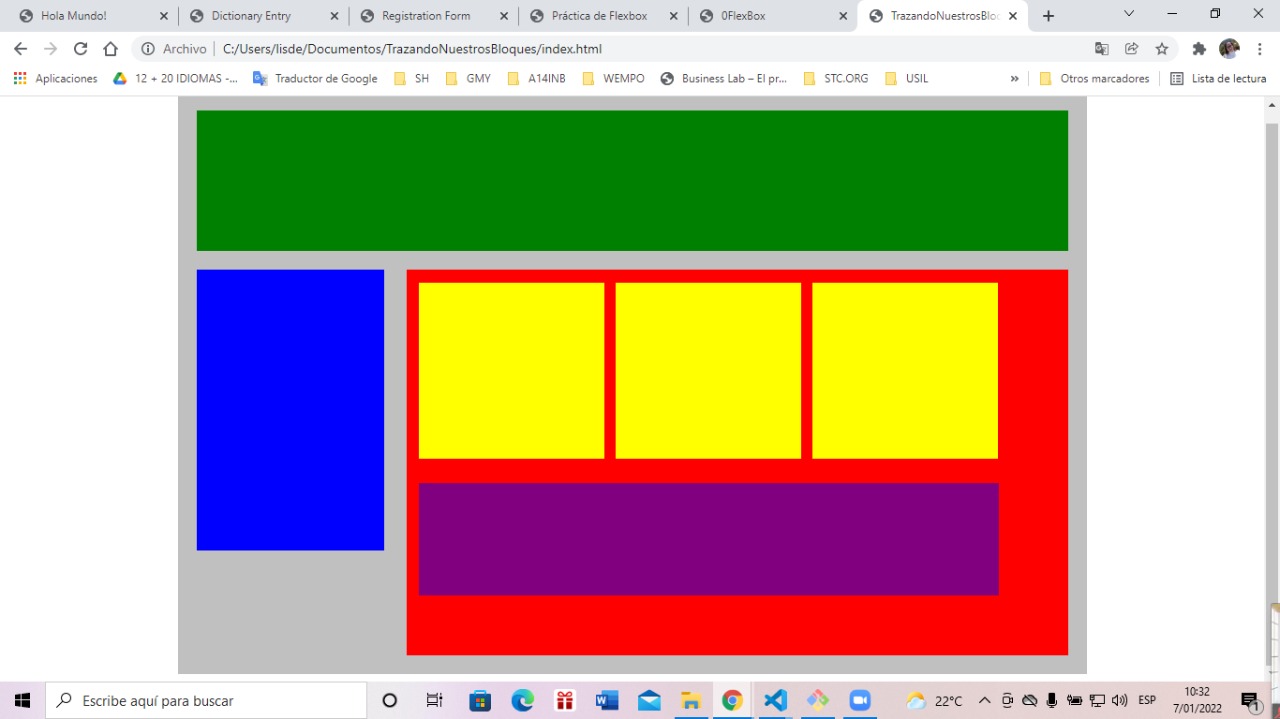 Hola Mundo!
Dictionary Entry
Registration Form
Práctica de Flexbox
0FlexBox
TrazandoNuestrosBloc
Archivo
C:/Users/lisde/Documentos/TrazandoNuestrosBloques/index.html
Aplicaciones
12 + 20 IDIOMAS -...
Traductor de Google
SH
GMY
A14INB
WEMPO
Business Lab – El pr...
STC.ORG
USIL
»
Otros marcadores
Lista de lectura
Escribe aquí para buscar
22°C
ESP
10:32
7/01/2022
1